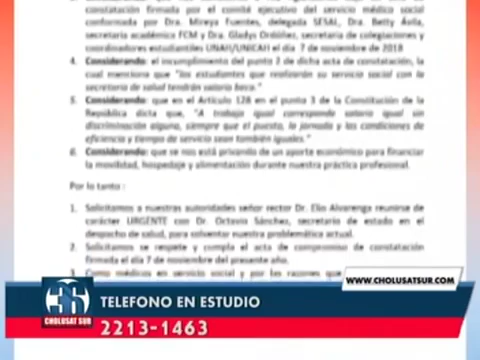 constatación firmada por el comité ejecutivo del servicio médico social
conformada por Dra. Mireya Fuentes, delegada SESAL, Dra. Betty Ávila,
secretaria académico FCM y Dra. Gladys Ordóñez, secretaria de colegiaciones y
coordinadores estudiantiles UNAH/UNICAH el día 7 de noviembre de 2018
4. Considerando: el incumplimiento del punto 2 de dicha acta de constatación, la
cual menciona que "los estudiantes que realizarán su servicio social con la
secretaria de salud tendrán salario beca."
5. Considerando: que en el Artículo 128 en el punto 3 de la Constitución de la
República dicta que, "A trabajo igual corresponde salario igual sin
discriminación alguna, siempre que el puesto, la jornada y las condiciones de
eficiencia y tiempo de servicio sean también iguales."
6. Considerando: que se nos está privando de un aporte económico para financiar
la movilidad, hospedaje y alimentación durante nuestra práctica profesional.
Por lo tanto :
1. Solicitamos a nuestras autoridades señor rector Dr. Elio Alvarenga reunirse de
carácter URGENTE con Dr. Octavio Sánchez, secretario de estado en el
despacho de salud, para solventar nuestra problemática actual.
2. Solicitamos se respete y cumpla el acta de compromiso de constatación
firmada el día 7 de noviembre del presente año.
3. Como médicos en servicio social y por las razones que
WWW.CHOLUSATSUR.COM
36
CHOLUSAT SUR
TELEFONO EN ESTUDIO
2213-1463